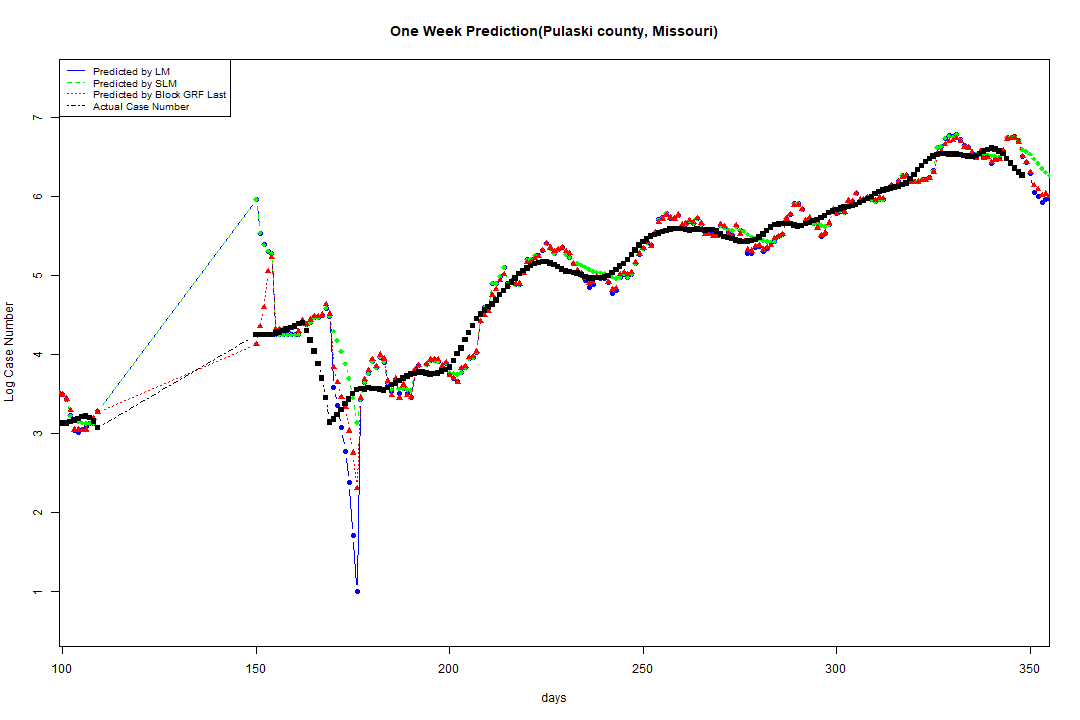 One Week Prediction(Pulaski county, Missouri)
Predicted by LM
Predicted by SLM
Predicted by Block GRF Last
Actual Case Number
7
6
5
4
3
2
1
Log Case Number
100 150 200 250 300 350
days